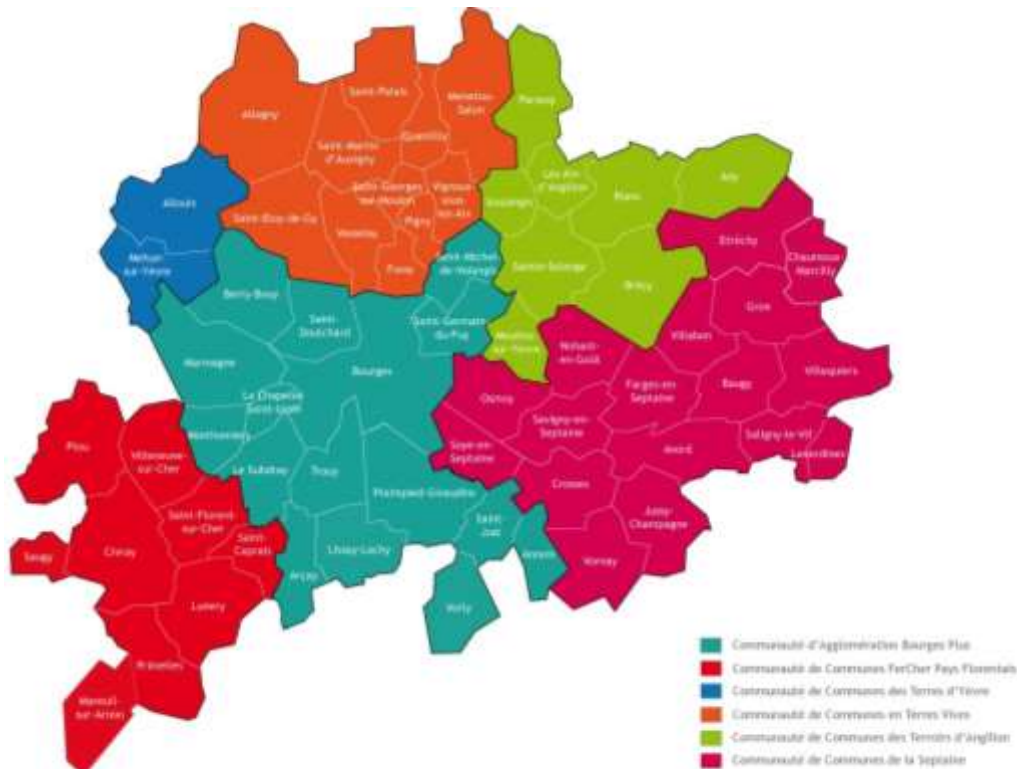 Saint-Palais
Menetou-
Salon
Allogny
Quantilly
Parassy
Saint-Martin
d'Auxigny
Les Aix
d'Angillon
Azy
Allouis
Saint-Georges
sur-Moulon
Vignoux-
sous-
les-Aix
Soulangis
Rians
Saint-Eloy-de-Gy
Vasselay
Pigny
Etréchy
Mehun
sur-Yèvre
Fussy
Saint-Michel
de-Volangis
Sainte-Solange
Chaumoux-
Marcilly
Berry-Bouy
Brécy
Gron
Saint-
Doulchard
Saint-Germain
du-Puy
Moulins
sur-Yèvre
Nohant-
en-Goût
Villabon
Marmagne
Bourges
Villequiers
Farges-en
Septaine
Baugy
La Chapelle
Saint-Ursin
Osmoy
Savigny-en-
Septaine
Morthomiers
Saligny-le-Vif
Plou
Villeneuve-
sur-Cher
Soye-en-
Septaine
Avord
Laverdines
La Subdray
Trouy
Crosses
Plaimpied-Givaudins
Saint-Florent-
sur-Cher
Saint-
Just
Jussy-
Champagne
Saint-
Caprais
Civray
Lissay-Lochy
Annoix
Vornay
Saugy
Arçay
Lunery
Vorly
Primelles
Mareuil-
sur-Arnon
Communauté d'Agglomération Bourges Plus
Communauté de Communes FerCher Pays Florentais
Communauté de Communes des Terres d'Yèvre
Communauté de Communes en Terres Vives
Communauté de Communes des Terroirs d'Angillon
Communauté de Communes de la Septaine